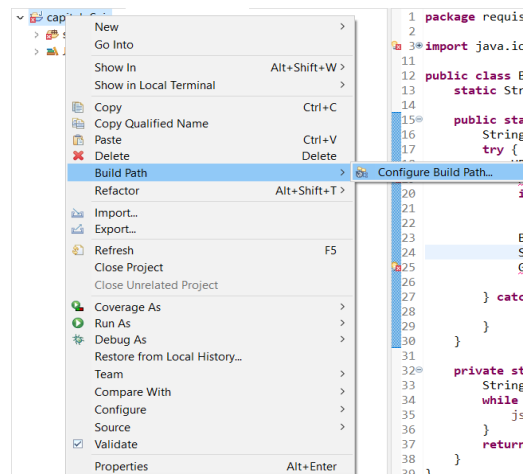 New
Go Into
Show In Alt+Shift+W >
Show in Local Terminal >
Copy Ctrl+C
Copy Qualified Name
Paste Ctrl+V
Delete Delete
Build Path >
Configure Build Path...
Refactor Alt+Shift+T >
Import...
Export...
Refresh F5
Close Project
Close Unrelated Project
Coverage As >
Run As >
Debug As >
Restore from Local History...
Team >
Compare With >
Configure >
Source >
Validate
Properties Alt+Enter
1 package requis
2
3 import java.io
11
12 public class E
13 static Str
14
15 public sta
16 String
17 try {
20 i
21
22
23 B
24 S
25 G
26
27 } catc
28
29 }
30 }
31
32 private st
33 String
34 while
35 js
36 }
37 return
38 }
39 }